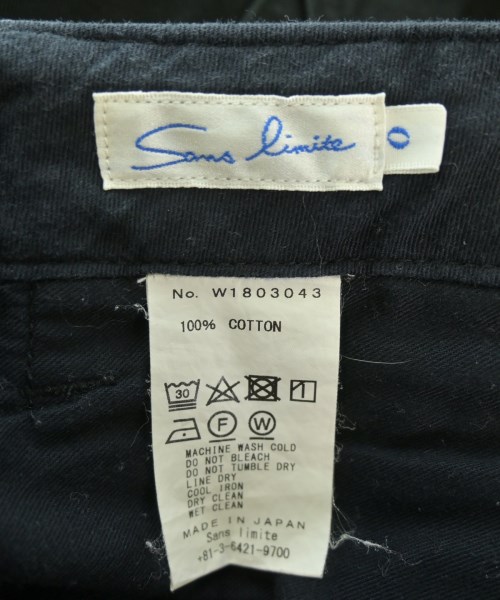 Sans limite
0
No. W1803043
100% COTTON
30
F W
MACHINE WASH COLD
DO NOT BLEACH
DO NOT TUMBLE DRY
LINE DRY
COOL IRON
DRY CLEAN
WET CLEAN
MADE IN JAPAN
Sans limite
+81-3-6421-9700